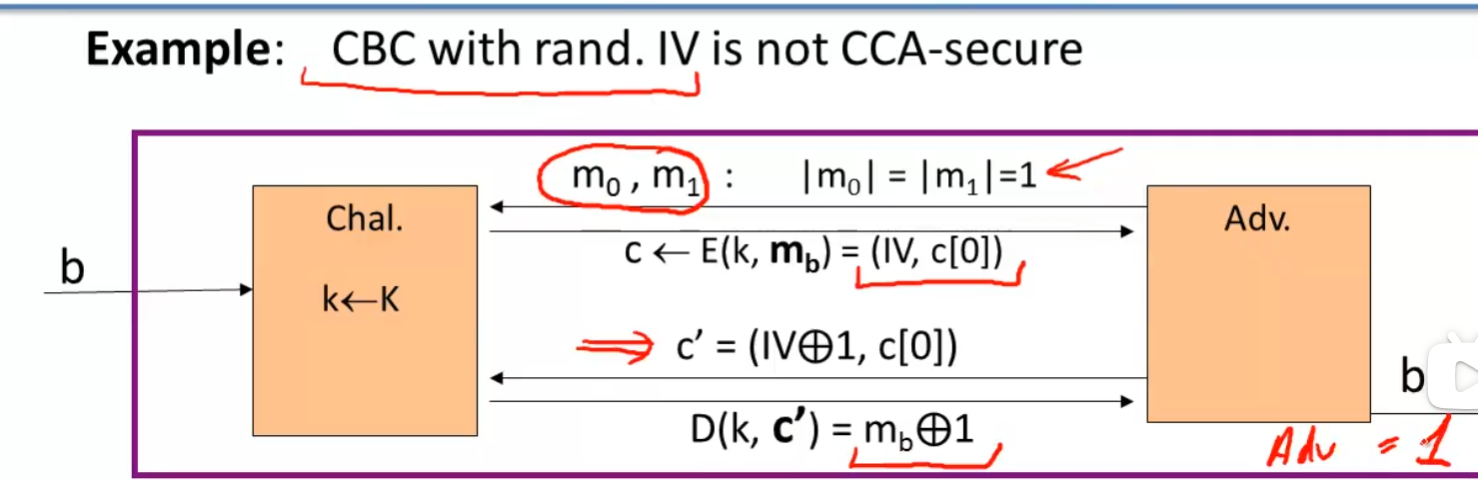 Example: CBC with rand. IV is not CCA-secure
m₀ , m₁ : |m₀| = |m₁|=1
Chal.
Adv.
c ← E(k, m_b) = (IV, c[0])
b
k←K
c’ = (IV⊕1, c[0])
b
D(k, c’) = m_b⊕1
Adv = 1